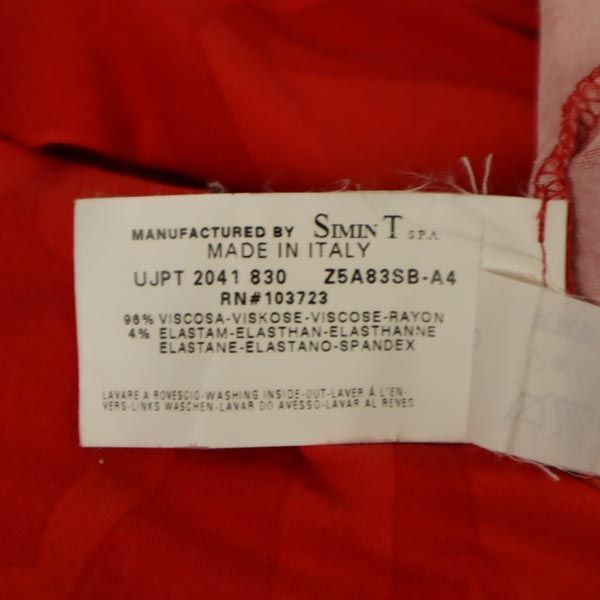 MANUFACTURED BY SIMIN T S.P.A.
MADE IN ITALY
UJPT 2041 830 Z5A83SB-A4
RN#103723
96% VISCOSA-VISKOSE-VISCOSE-RAYON
4% ELASTAM-ELASTHAN-ELASTHANNE
ELASTANE-ELASTANO-SPANDEX
LAVARE A ROVESCIO-WASHING INSIDE-OUT-LAVER Á L'EN-
VERS-LINKS WASCHEN-LAVAR DO AVESSO-LAVAR AL REVES